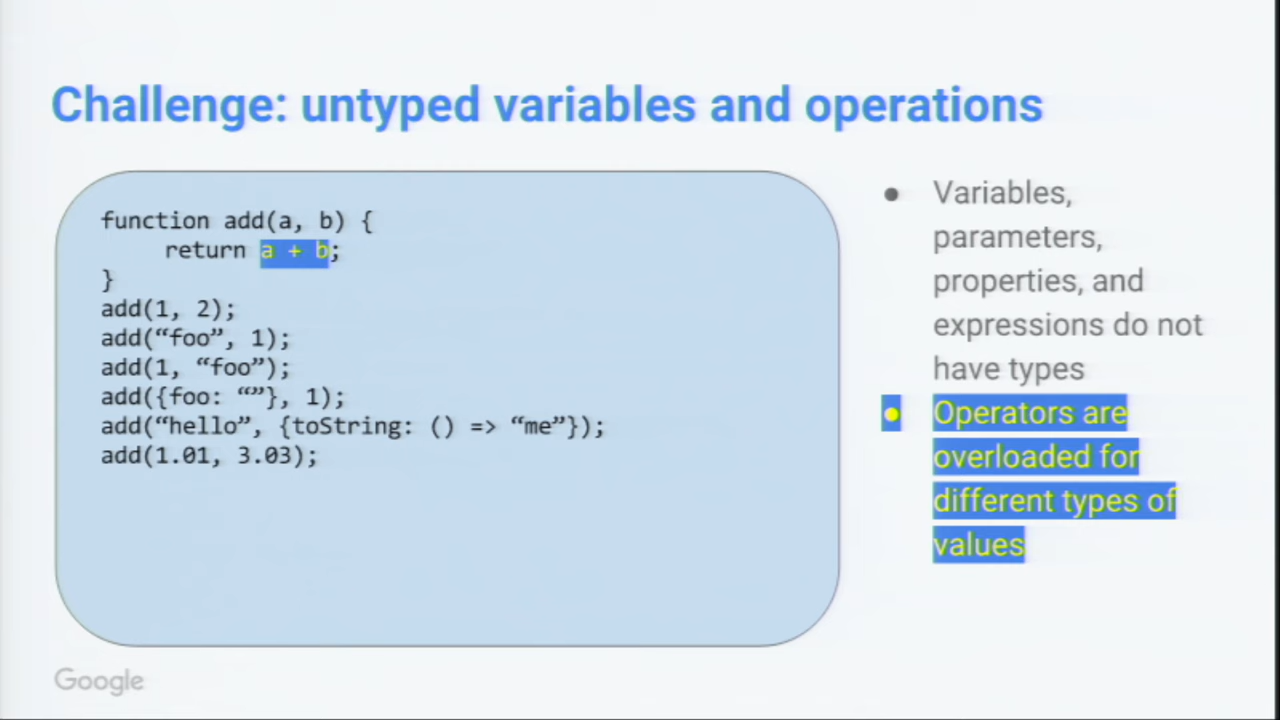 Challenge: untyped variables and operations
function add(a, b) {
return a + b;
}
add(1, 2);
add(“foo”, 1);
add(1, “foo”);
add({foo: “”}, 1);
add(“hello”, {toString: () => “me”});
add(1.01, 3.03);
● Variables,
parameters,
properties, and
expressions do not
have types
● Operators are
overloaded for
different types of
values
Google